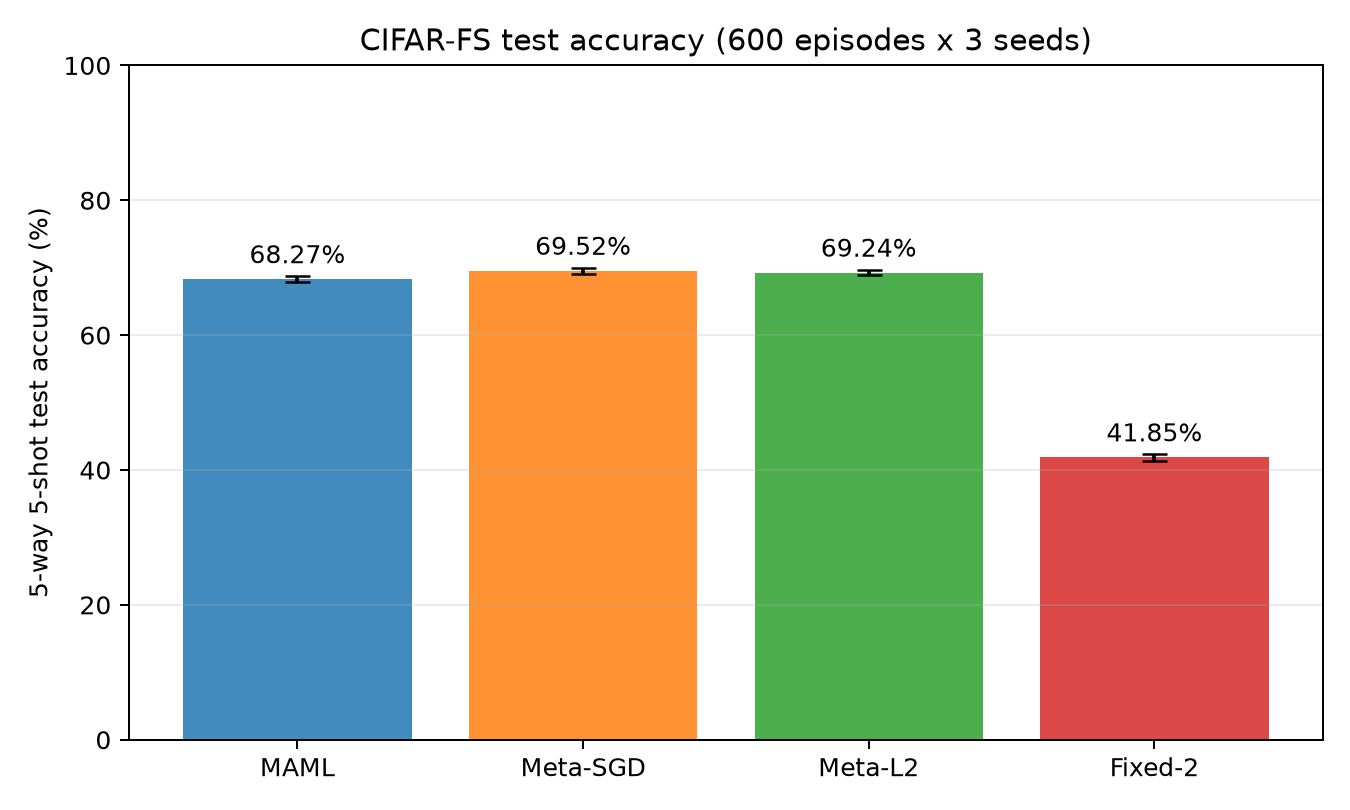 CIFAR-FS test accuracy (600 episodes x 3 seeds)
5-way 5-shot test accuracy (%)
100
80
60
40
20
0
68.27%
69.52%
69.24%
41.85%
MAML
Meta-SGD
Meta-L2
Fixed-2